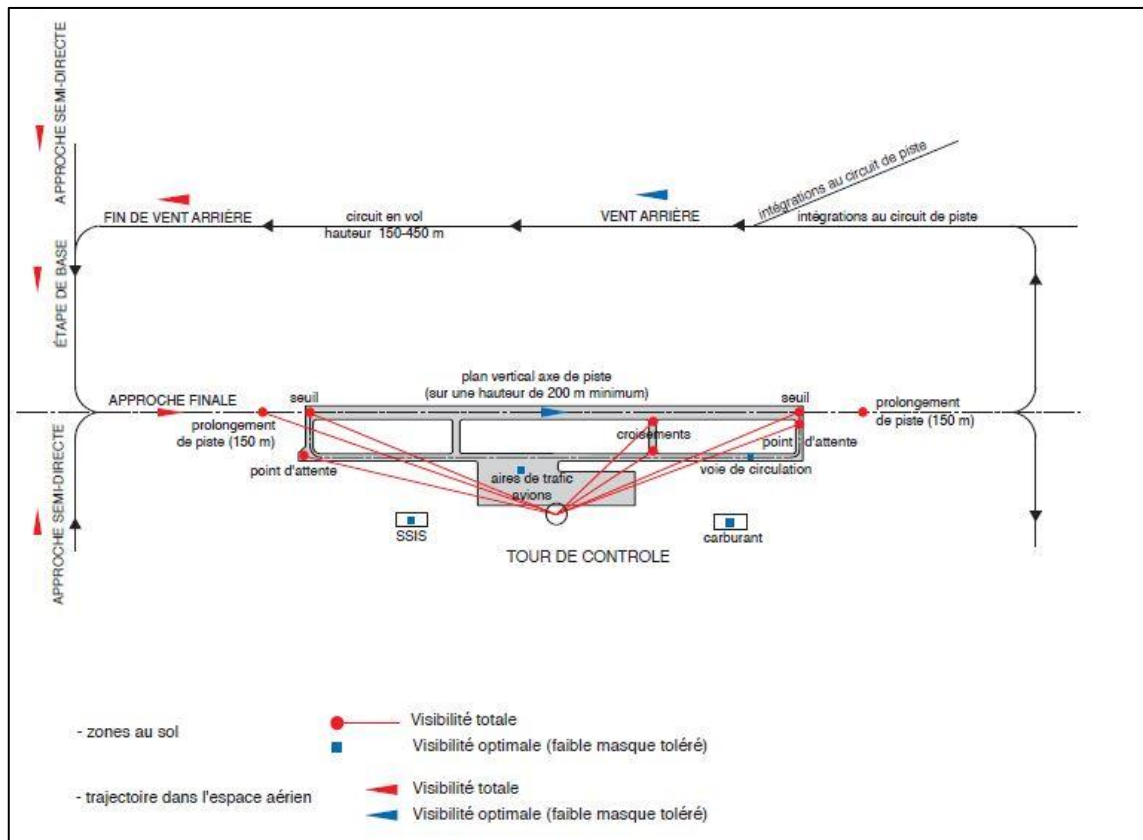 APPROCHE SEMI-DIRECTE
intégrations au circuit de piste
FIN DE VENT ARRIÈRE
circuit en vol
hauteur 150-450 m
VENT ARRIÈRE
intégrations au circuit de piste
ÉTAPE DE BASE
plan vertical axe de piste
(sur une hauteur de 200 m minimum)
APPROCHE FINALE
seuil
seuil
prolongement
de piste (150 m)
prolongement
de piste (150 m)
croisements
point d'attente
point d'attente
voie de circulation
aires de trafic
avions
APPROCHE SEMI-DIRECTE
SSIS
carburant
TOUR DE CONTROLE
- zones au sol
Visibilité totale
Visibilité optimale (faible masque toléré)
- trajectoire dans l'espace aérien
Visibilité totale
Visibilité optimale (faible masque toléré)